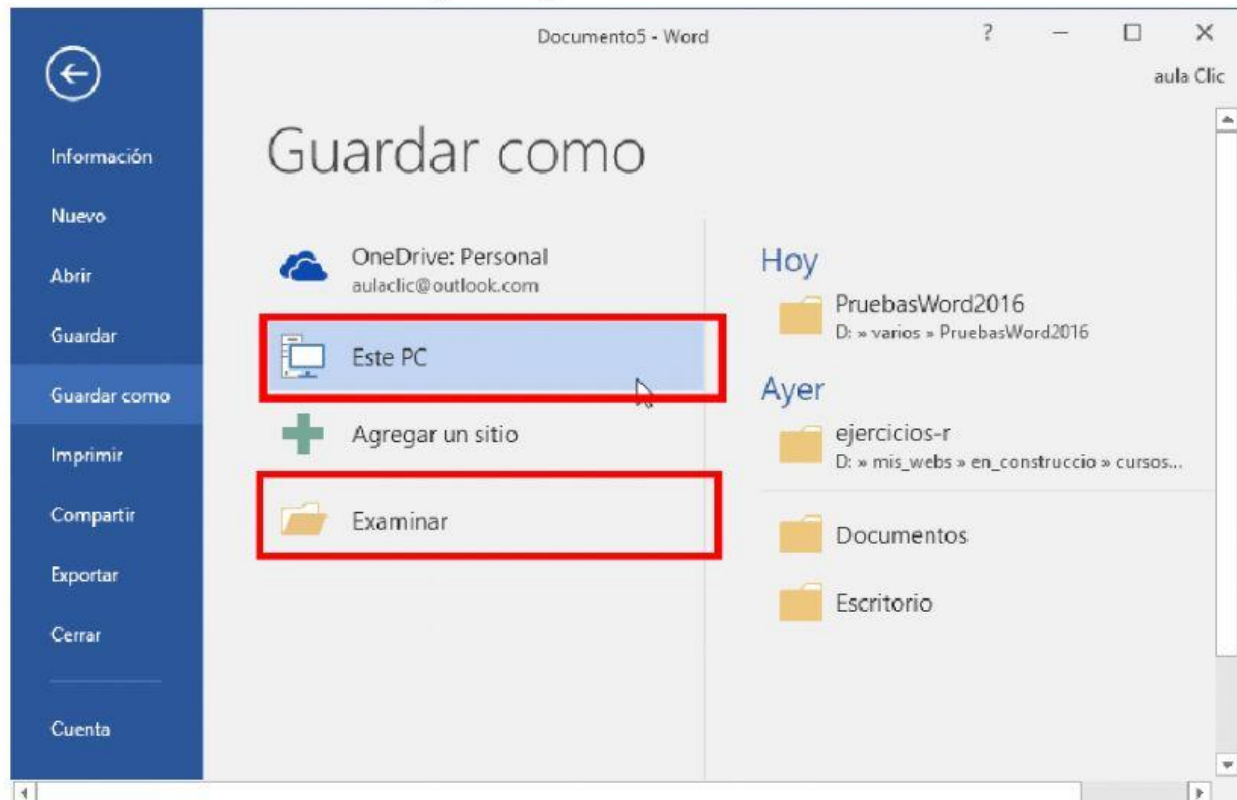 Documento5 - Word
?
aula Clic
Información
Nuevo
Abrir
Guardar
Guardar como
Imprimir
Compartir
Exportar
Cerrar
Cuenta
Guardar como
OneDrive: Personal
aulaclic@outlook.com
Este PC
Agregar un sitio
Examinar
Hoy
PruebasWord2016
D: » varios » PruebasWord2016
Ayer
ejercicios-r
D: » mis_webs » en_construccio » cursos...
Documentos
Escritorio